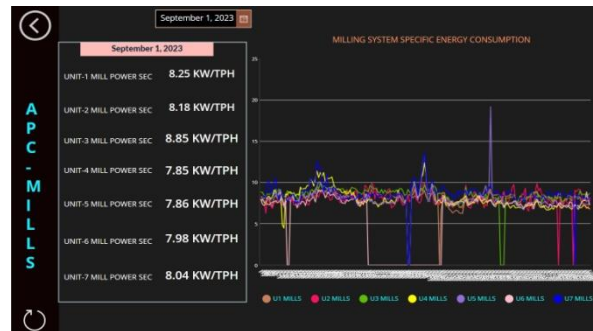 September 1, 2023
MILLING SYSTEM SPECIFIC ENERGY CONSUMPTION
September 1, 2023
UNIT-1 MILL POWER SEC 8.25 KW/TPH
UNIT-2 MILL POWER SEC 8.18 KW/TPH
UNIT-3 MILL POWER SEC 8.85 KW/TPH
UNIT-4 MILL POWER SEC 7.85 KW/TPH
UNIT-5 MILL POWER SEC 7.86 KW/TPH
UNIT-6 MILL POWER SEC 7.98 KW/TPH
UNIT-7 MILL POWER SEC 8.04 KW/TPH
APC-MILLS
25
20
15
10
5
0
U1 MILLS U2 MILLS U3 MILLS U4 MILLS U5 MILLS U6 MILLS U7 MILLS